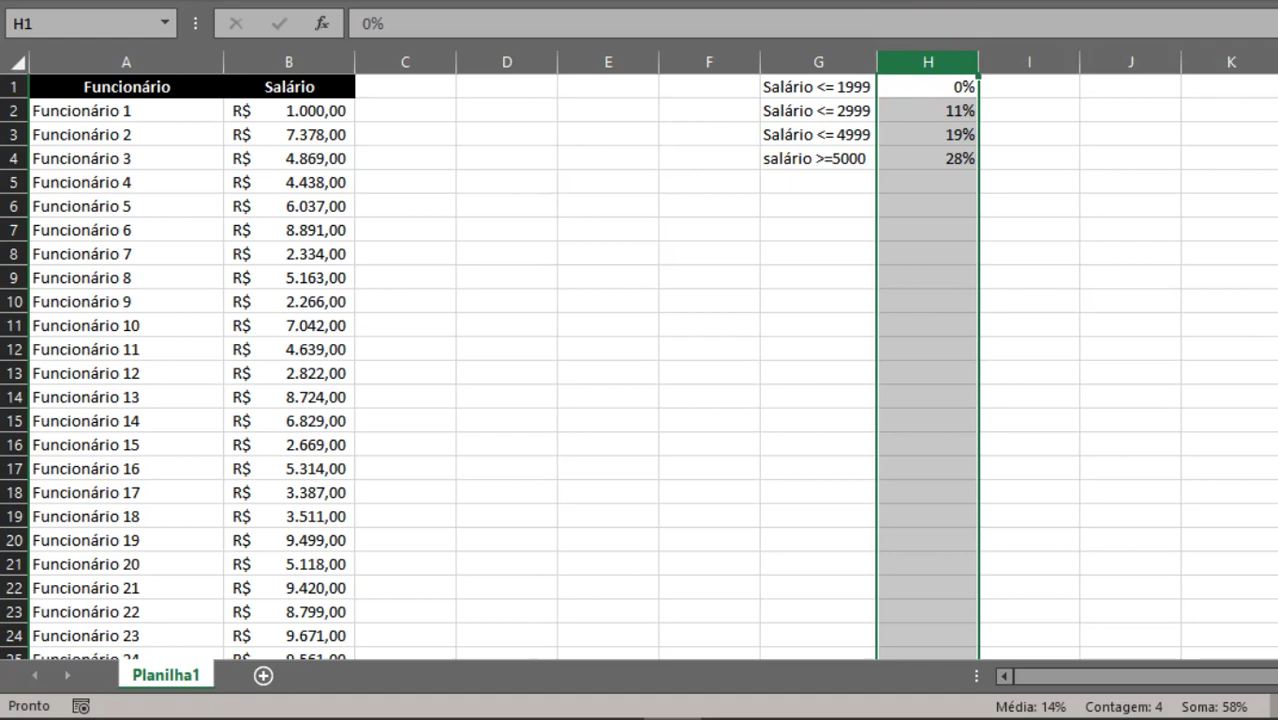 H1 fx 0%
A B C D E F G H I J K
1 Funcionário Salário Salário <= 1999 0%
2 Funcionário 1 R$ 1.000,00 Salário <= 2999 11%
3 Funcionário 2 R$ 7.378,00 Salário <= 4999 19%
4 Funcionário 3 R$ 4.869,00 salário >=5000 28%
5 Funcionário 4 R$ 4.438,00
6 Funcionário 5 R$ 6.037,00
7 Funcionário 6 R$ 8.891,00
8 Funcionário 7 R$ 2.334,00
9 Funcionário 8 R$ 5.163,00
10 Funcionário 9 R$ 2.266,00
11 Funcionário 10 R$ 7.042,00
12 Funcionário 11 R$ 4.639,00
13 Funcionário 12 R$ 2.822,00
14 Funcionário 13 R$ 8.724,00
15 Funcionário 14 R$ 6.829,00
16 Funcionário 15 R$ 2.669,00
17 Funcionário 16 R$ 5.314,00
18 Funcionário 17 R$ 3.387,00
19 Funcionário 18 R$ 3.511,00
20 Funcionário 19 R$ 9.499,00
21 Funcionário 20 R$ 5.118,00
22 Funcionário 21 R$ 9.420,00
23 Funcionário 22 R$ 8.799,00
24 Funcionário 23 R$ 9.671,00
Planilha1
Pronto Média: 14% Contagem: 4 Soma: 58%